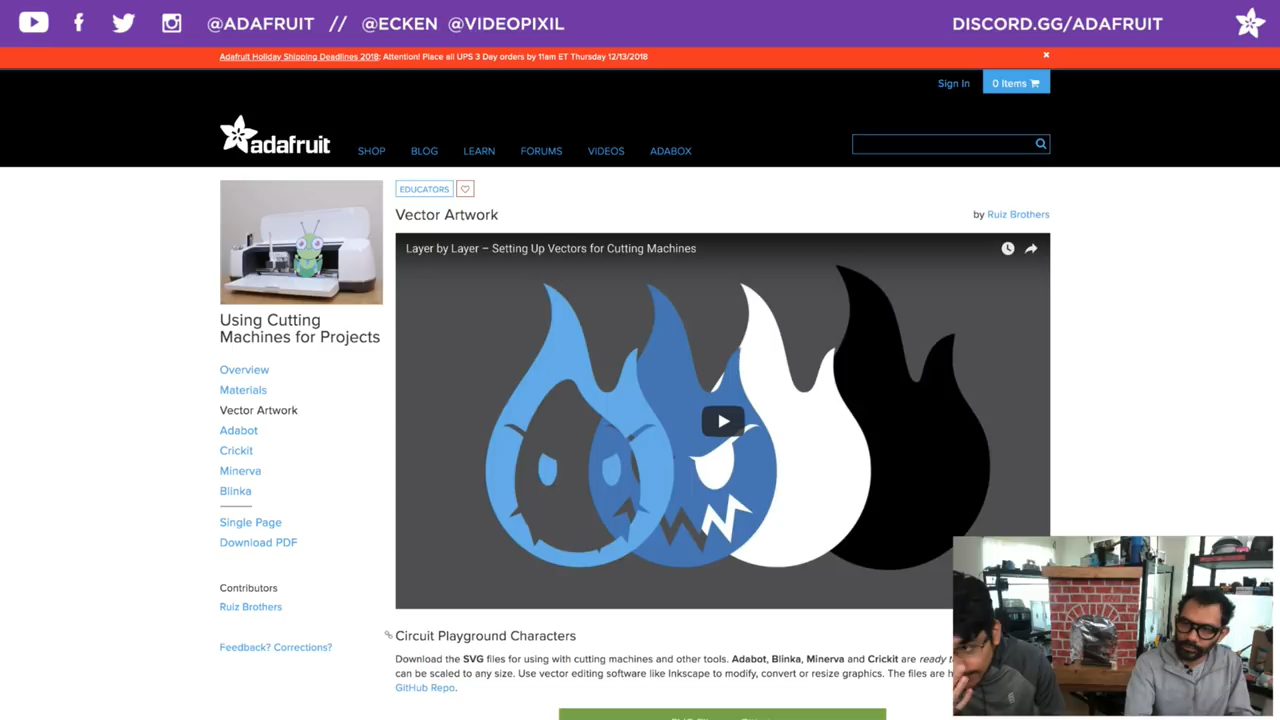 @ADAFRUIT // @ECKEN @VIDEOPIXIL
DISCORD.GG/ADAFRUIT
Adafruit Holiday Shipping Deadlines 2018: Attention! Place all UPS 3 Day orders by 11am ET Thursday 12/13/2018
Sign In
0 Items
adafruit
SHOP BLOG LEARN FORUMS VIDEOS ADABOX
EDUCATORS
Vector Artwork
by Ruiz Brothers
Layer by Layer – Setting Up Vectors for Cutting Machines
Using Cutting
Machines for Projects
Overview
Materials
Vector Artwork
Adabot
Crickit
Minerva
Blinka
Single Page
Download PDF
Contributors
Ruiz Brothers
Feedback? Corrections?
Circuit Playground Characters
Download the SVG files for using with cutting machines and other tools. Adabot, Blinka, Minerva and Crickit are ready
can be scaled to any size. Use vector editing software like Inkscape to modify, convert or resize graphics. The files are
GitHub Repo.